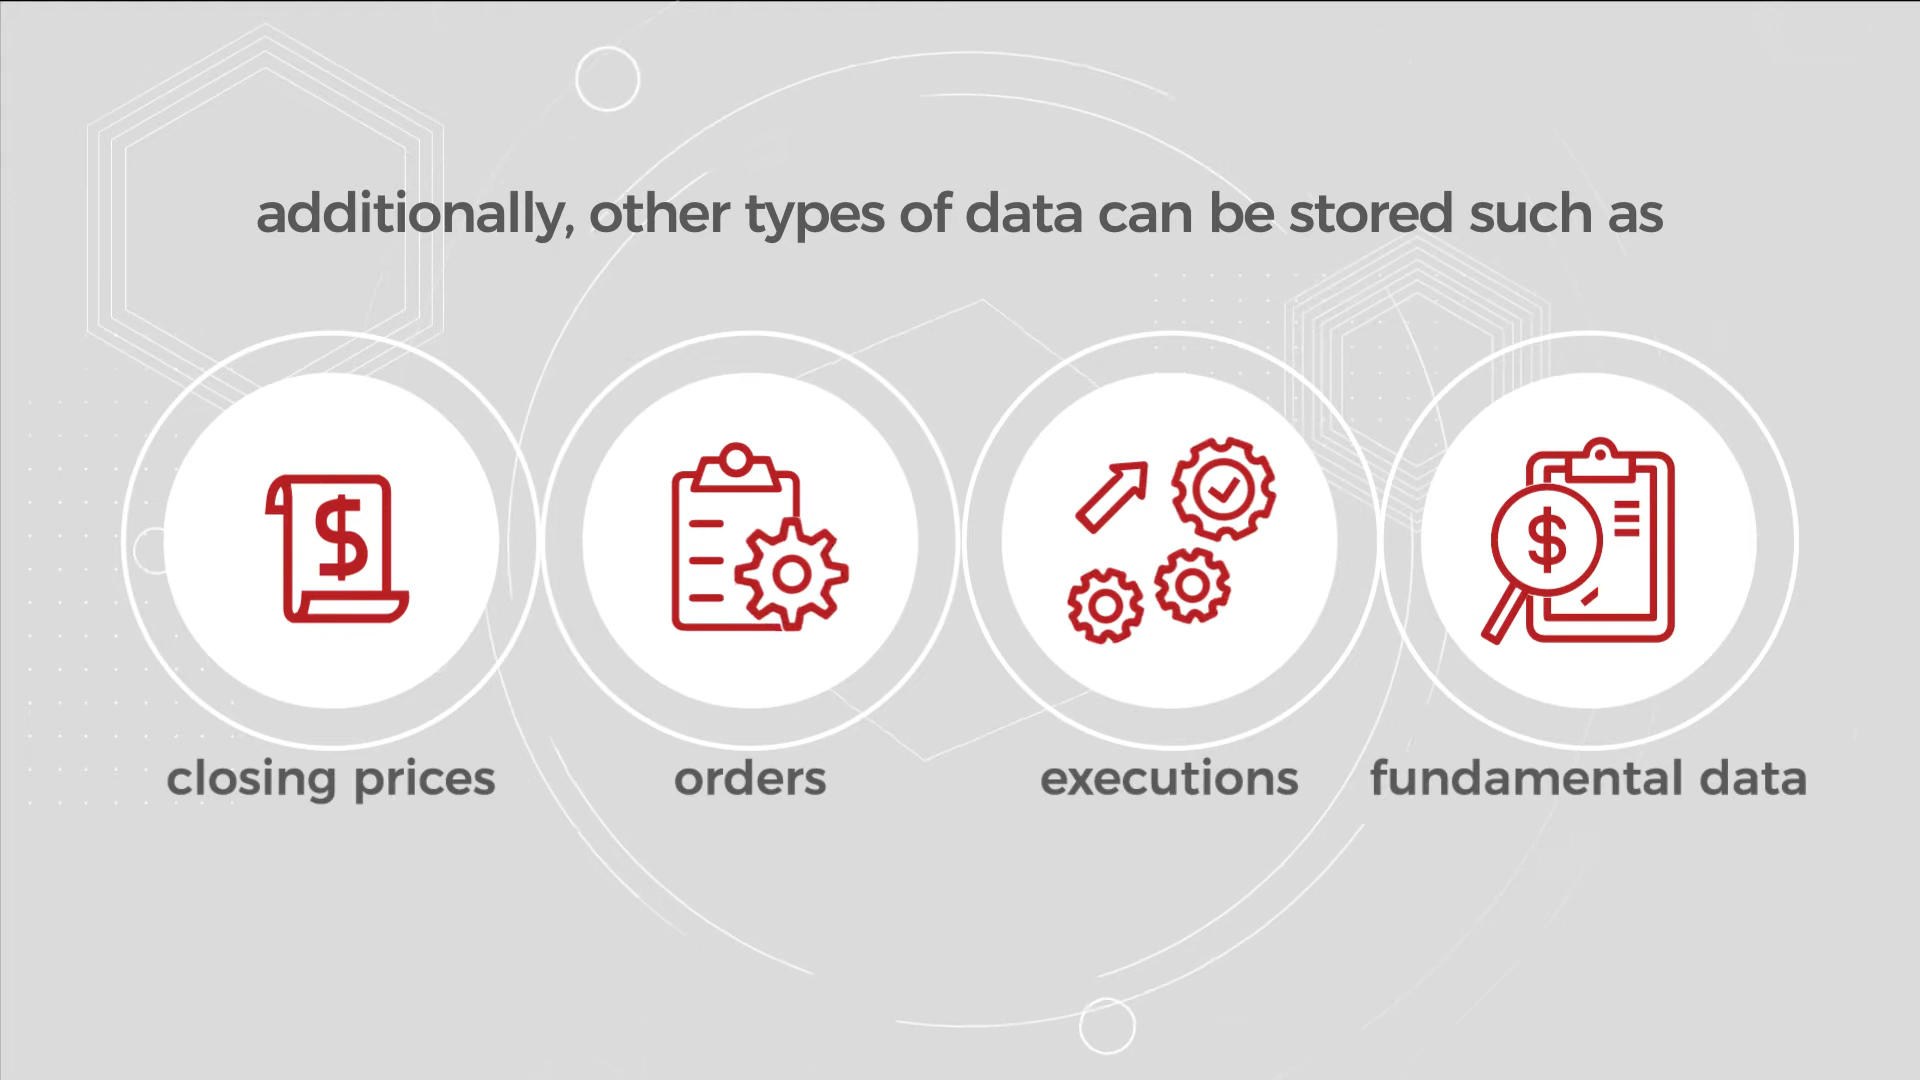 additionally, other types of data can be stored such as
$
$
closing prices
orders
executions
fundamental data